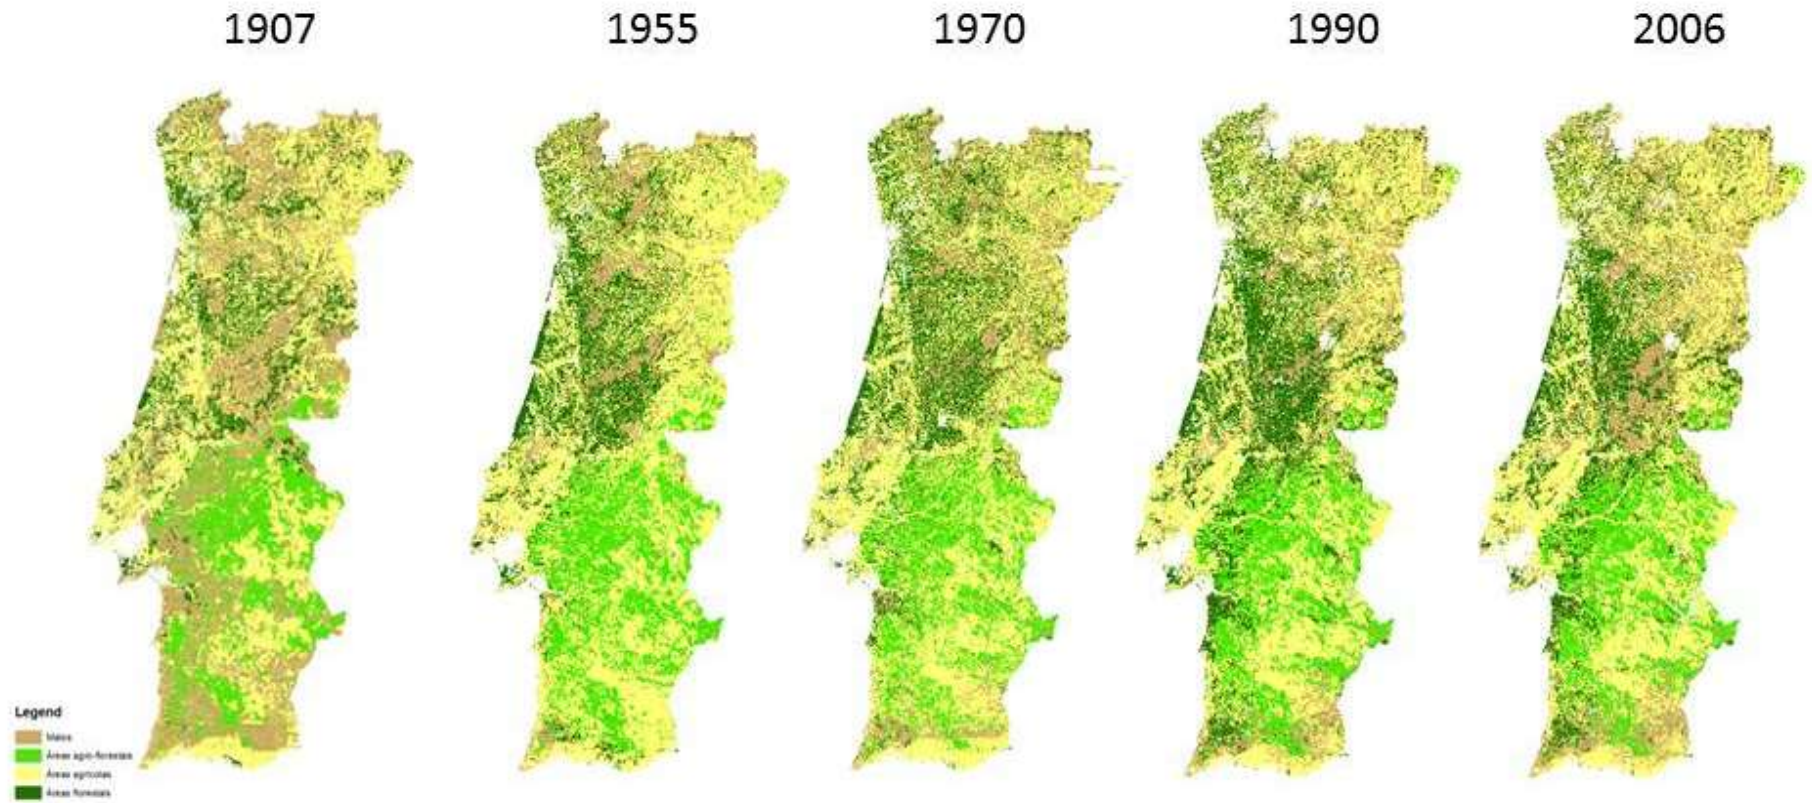 1907
1955
1970
1990
2006
Legend
Matos
Áreas agro-florestais
Áreas agrícolas
Áreas florestais